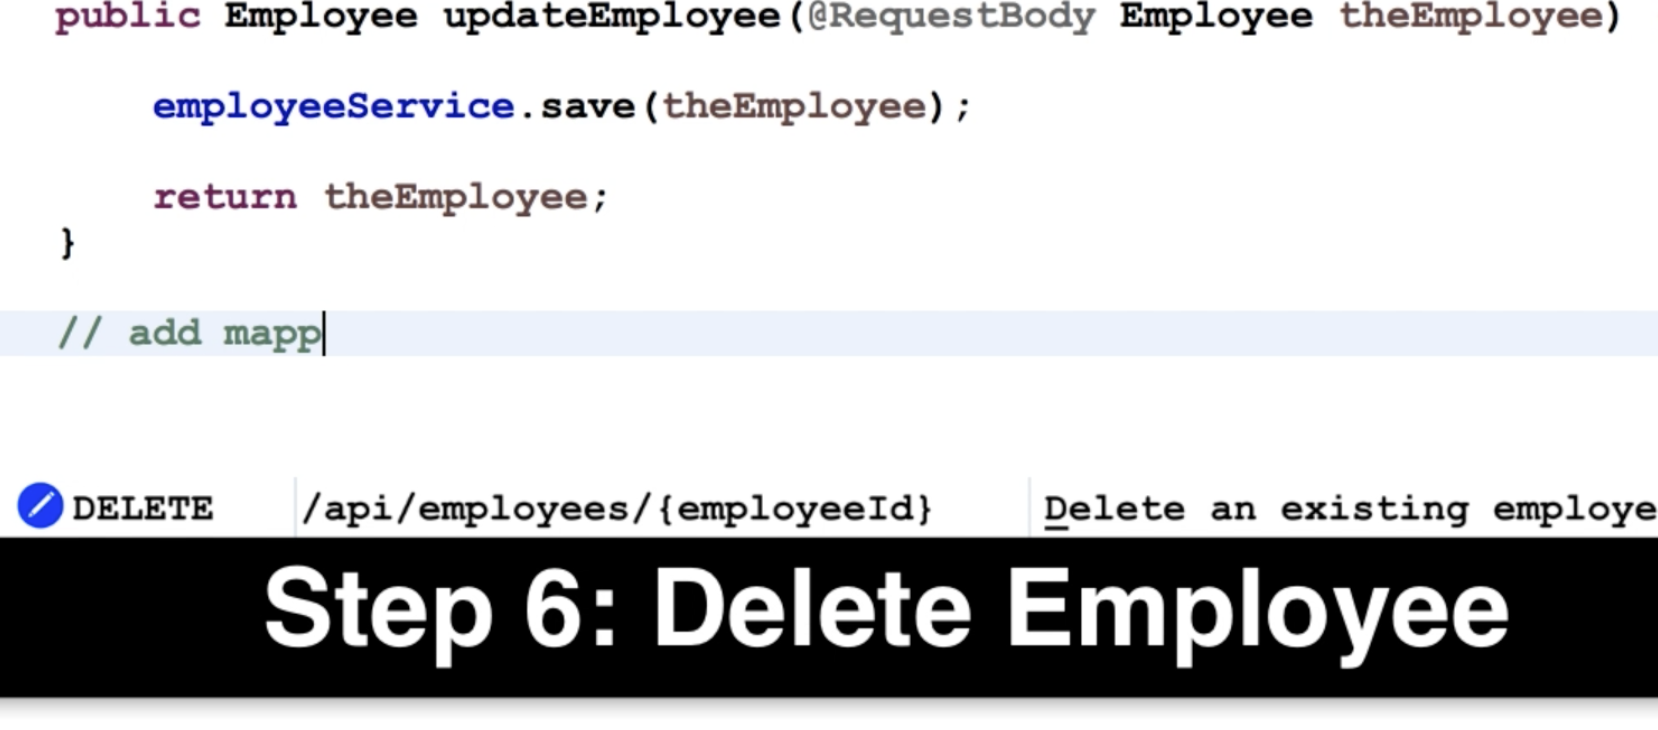 public Employee updateEmployee(@RequestBody Employee theEmployee)
employeeService.save(theEmployee);
return theEmployee;
}
// add mapp
DELETE /api/employees/{employeeId} Delete an existing employe
Step 6: Delete Employee